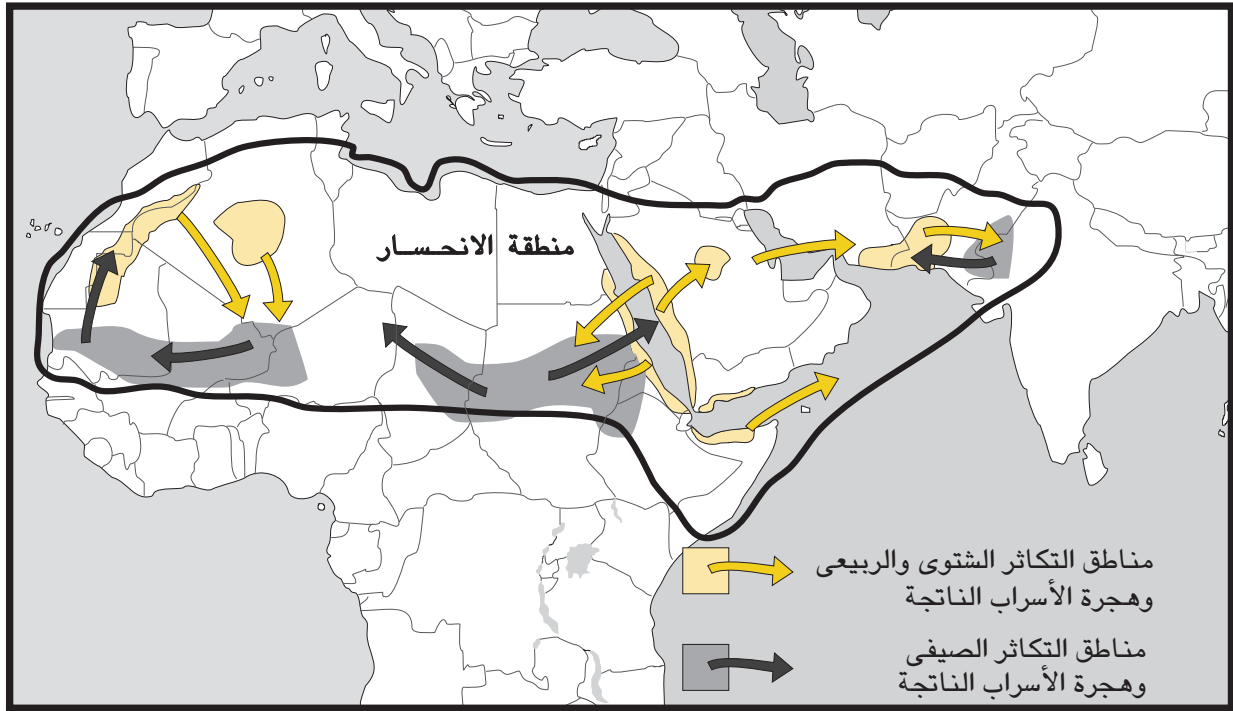 منطقة الانحسار
مناطق التكاثر الشتوى والربيعى
وهجرة الأسراب الناتجة
مناطق التكاثر الصيفى
وهجرة الأسراب الناتجة